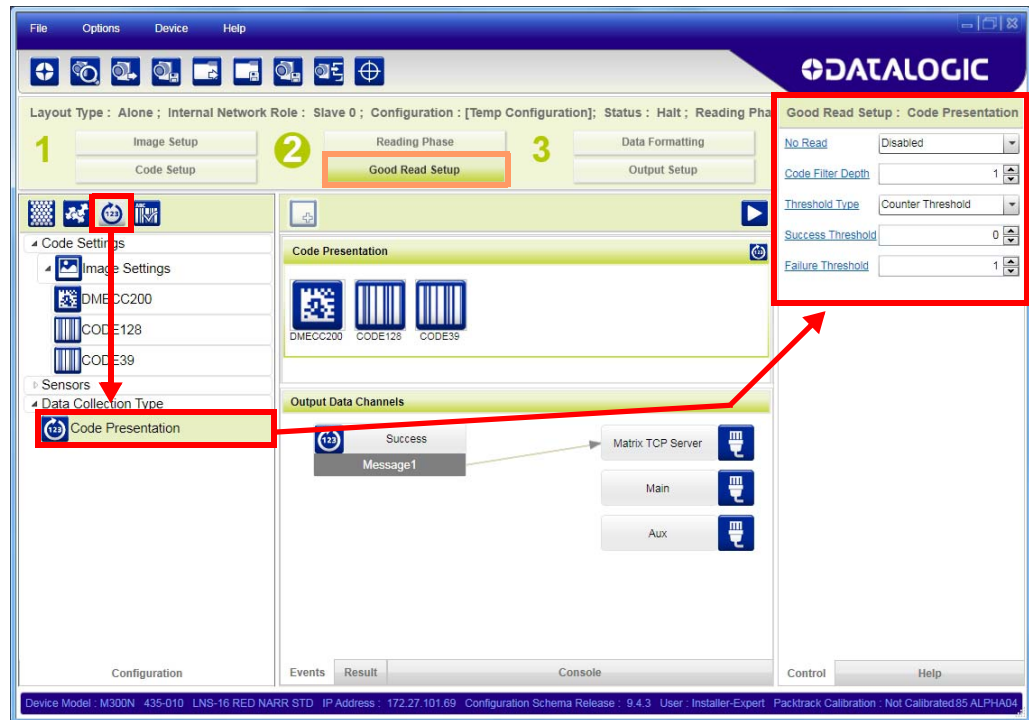 File Options Device Help
DATALOGIC
Layout Type : Alone ; Internal Network Role : Slave 0 ; Configuration : [Temp Configuration]; Status : Halt ; Reading Pha
Good Read Setup : Code Presentation
1
Image Setup
Code Setup
2
Reading Phase
Good Read Setup
3
Data Formatting
Output Setup
No Read Disabled
Code Filter Depth 1
Threshold Type Counter Threshold
Success Threshold 0
Failure Threshold 1
123
Code Settings
Image Settings
DMECC200
CODE128
CODE39
Sensors
Data Collection Type
123 Code Presentation
Code Presentation 123
DMECC200 CODE128 CODE39
Output Data Channels
123 Success
Message1
Matrix TCP Server
Main
Aux
Configuration
Events Result Console
Control Help
Device Model : M300N 435-010 LNS-16 RED NARR STD IP Address : 172.27.101.69 Configuration Schema Release : 9.4.3 User : Installer-Expert Packtrack Calibration : Not Calibrated.85 ALPHA04